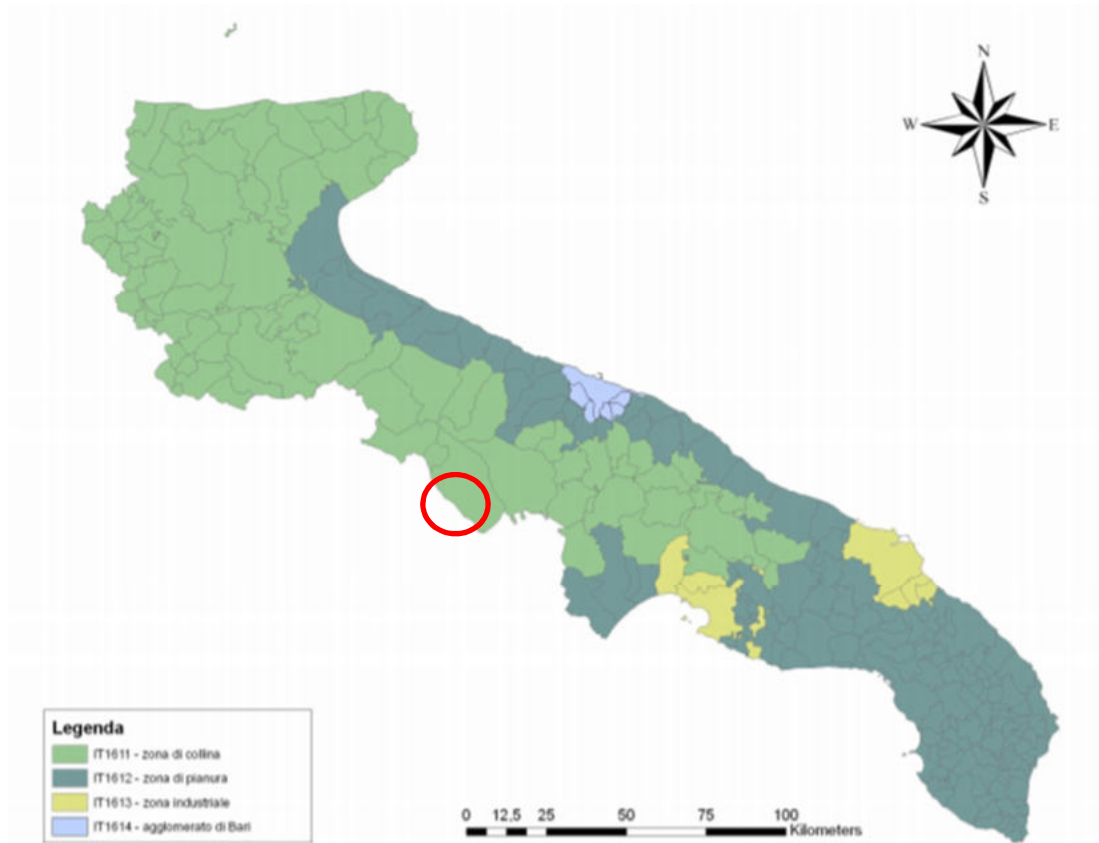 N
W E
S
Legenda
IT1611 - zona di collina
IT1612 - zona di pianura
IT1613 - zona industriale
IT1614 - agglomerato di Bari
0 12,5 25 50 75 100
Kilometers